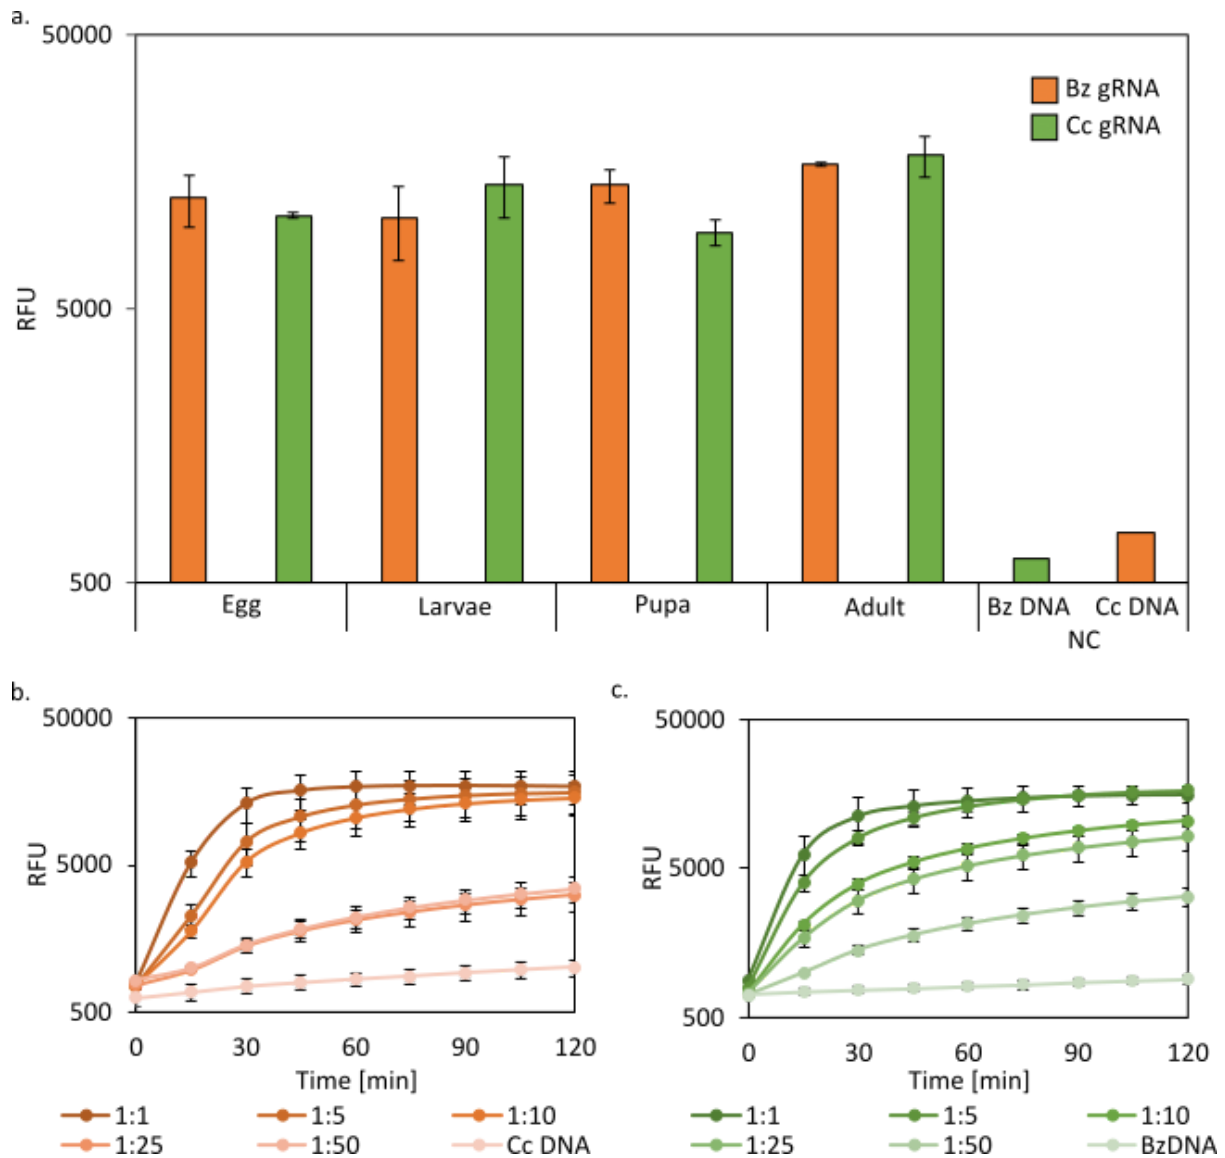 a.
50000
5000
500
RFU
Bz gRNA
Cc gRNA
Egg Larvae Pupa Adult Bz DNA Cc DNA
NC
b.
50000
5000
500
RFU
0 30 60 90 120
Time [min]
1:1 1:5 1:10
1:25 1:50 Cc DNA
c.
50000
5000
500
RFU
0 30 60 90 120
Time [min]
1:1 1:5 1:10
1:25 1:50 BzDNA